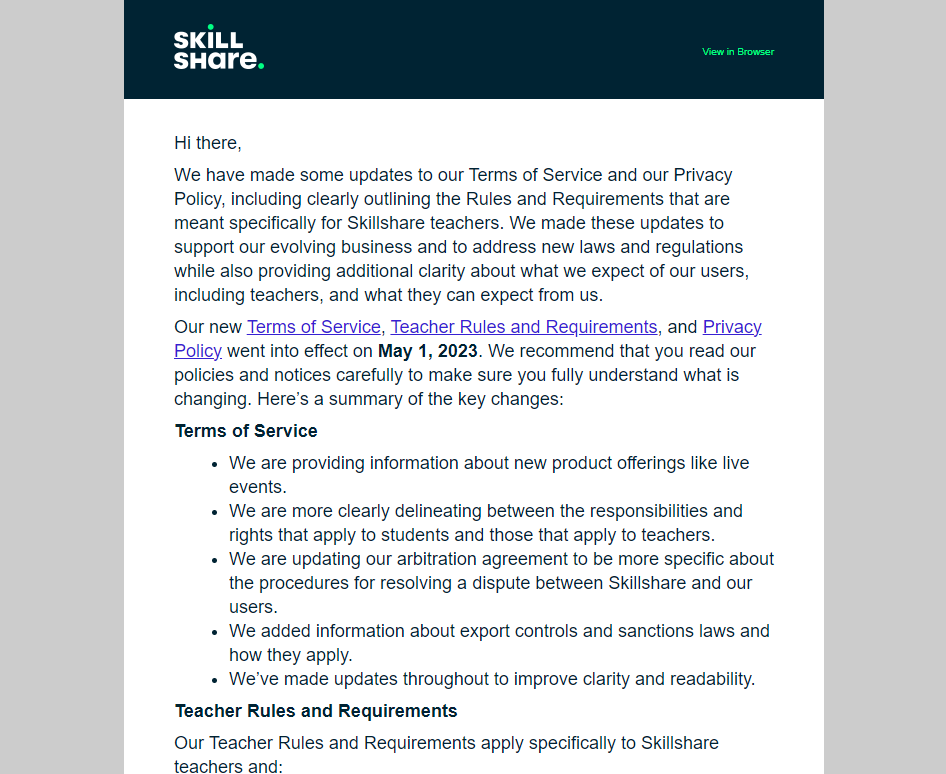 SKILL
SHare.
View in Browser
Hi there,
We have made some updates to our Terms of Service and our Privacy
Policy, including clearly outlining the Rules and Requirements that are
meant specifically for Skillshare teachers. We made these updates to
support our evolving business and to address new laws and regulations
while also providing additional clarity about what we expect of our users,
including teachers, and what they can expect from us.
Our new Terms of Service, Teacher Rules and Requirements, and Privacy
Policy went into effect on May 1, 2023. We recommend that you read our
policies and notices carefully to make sure you fully understand what is
changing. Here’s a summary of the key changes:
Terms of Service
• We are providing information about new product offerings like live
events.
• We are more clearly delineating between the responsibilities and
rights that apply to students and those that apply to teachers.
• We are updating our arbitration agreement to be more specific about
the procedures for resolving a dispute between Skillshare and our
users.
• We added information about export controls and sanctions laws and
how they apply.
• We’ve made updates throughout to improve clarity and readability.
Teacher Rules and Requirements
Our Teacher Rules and Requirements apply specifically to Skillshare
teachers and: